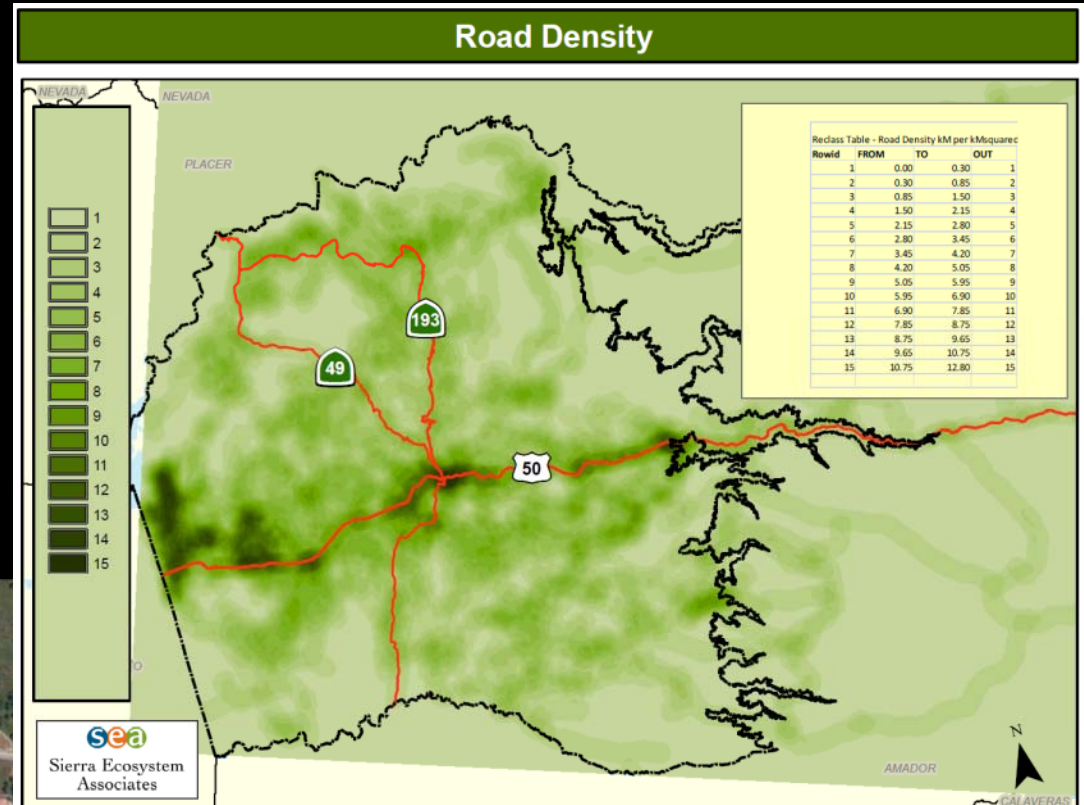 Road Density
NEVADA
NEVADA
PLACER
1
2
3
4
5
6
7
8
9
10
11
12
13
14
15
Reclass Table - Road Density kM per kMsquarec
Rowid FROM TO OUT
1 0.00 0.30 1
2 0.30 0.85 2
3 0.85 1.50 3
4 1.50 2.15 4
5 2.15 2.80 5
6 2.80 3.45 6
7 3.45 4.20 7
8 4.20 5.05 8
9 5.05 5.95 9
10 5.95 6.90 10
11 6.90 7.85 11
12 7.85 8.75 12
13 8.75 9.65 13
14 9.65 10.75 14
15 10.75 12.80 15
193
49
50
O
sea
Sierra Ecosystem
Associates
N
AMADOR
CALAVERAS